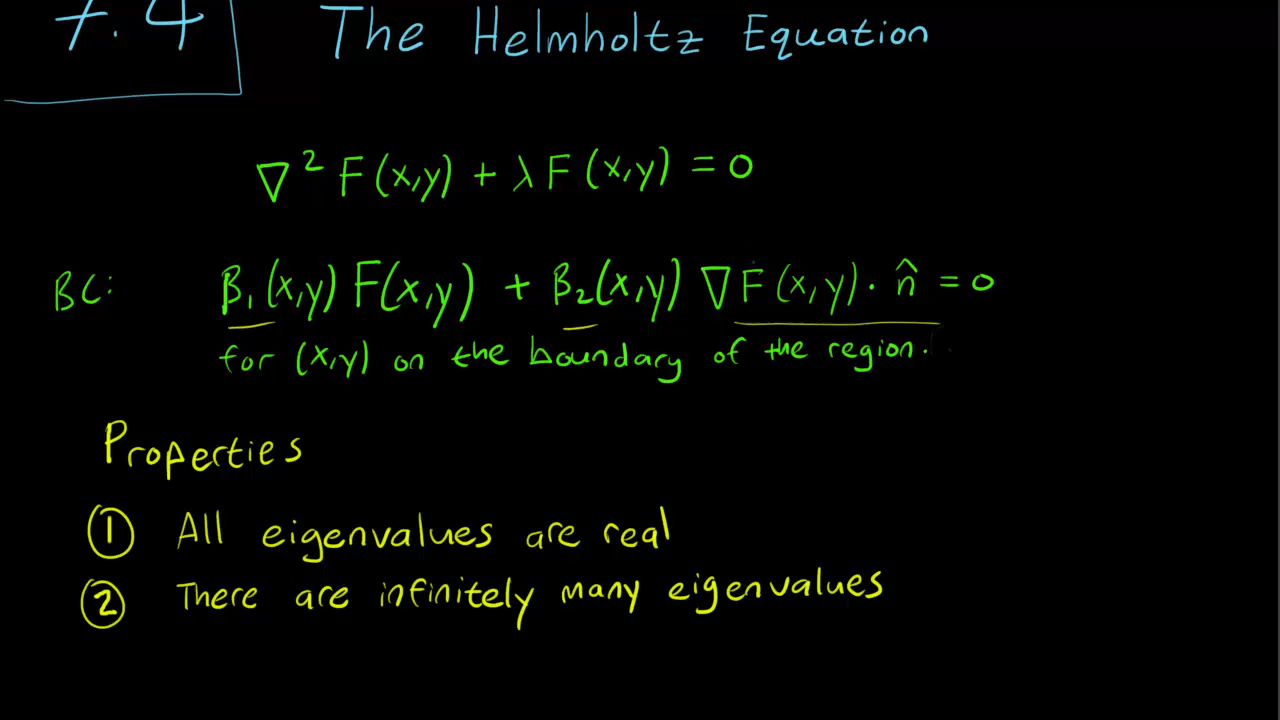 7.4 The Helmholtz Equation
∇² F(x,y) + λ F(x,y) = 0
BC: β₁(x,y) F(x,y) + β₂(x,y) ∇F(x,y) · n̂ = 0
for (x,y) on the boundary of the region.
Properties
① All eigenvalues are real
② There are infinitely many eigenvalues